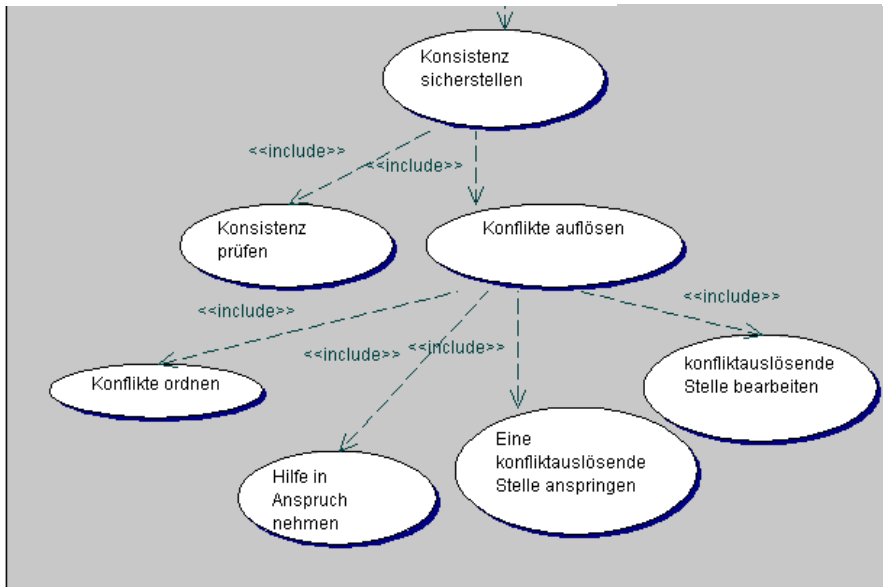 Konsistenz
sicherstellen
<<include>>
<<include>>
Konsistenz
prüfen
Konflikte auflösen
<<include>>
<<include>>
<<include>>
<<include>>
Konflikte ordnen
konfliktauslösende
Stelle bearbeiten
Hilfe in
Anspruch
nehmen
Eine
konfliktauslösende
Stelle anspringen